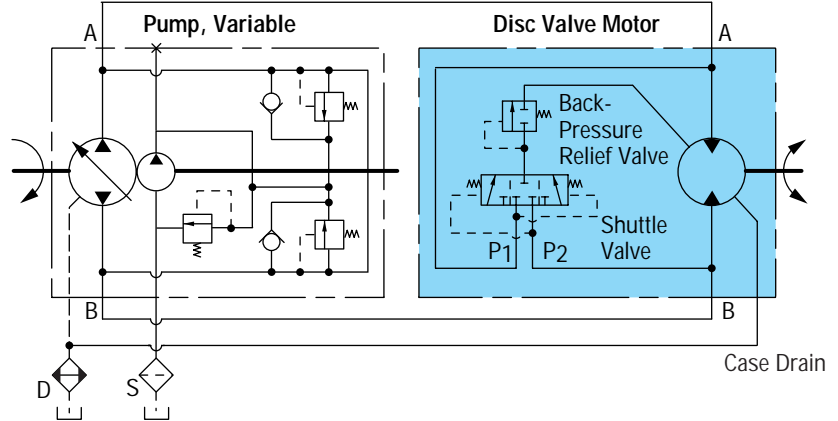 Pump, Variable
Disc Valve Motor
A
A
Back-
Pressure
Relief Valve
Shuttle
Valve
P1
P2
B
B
Case Drain
D
S